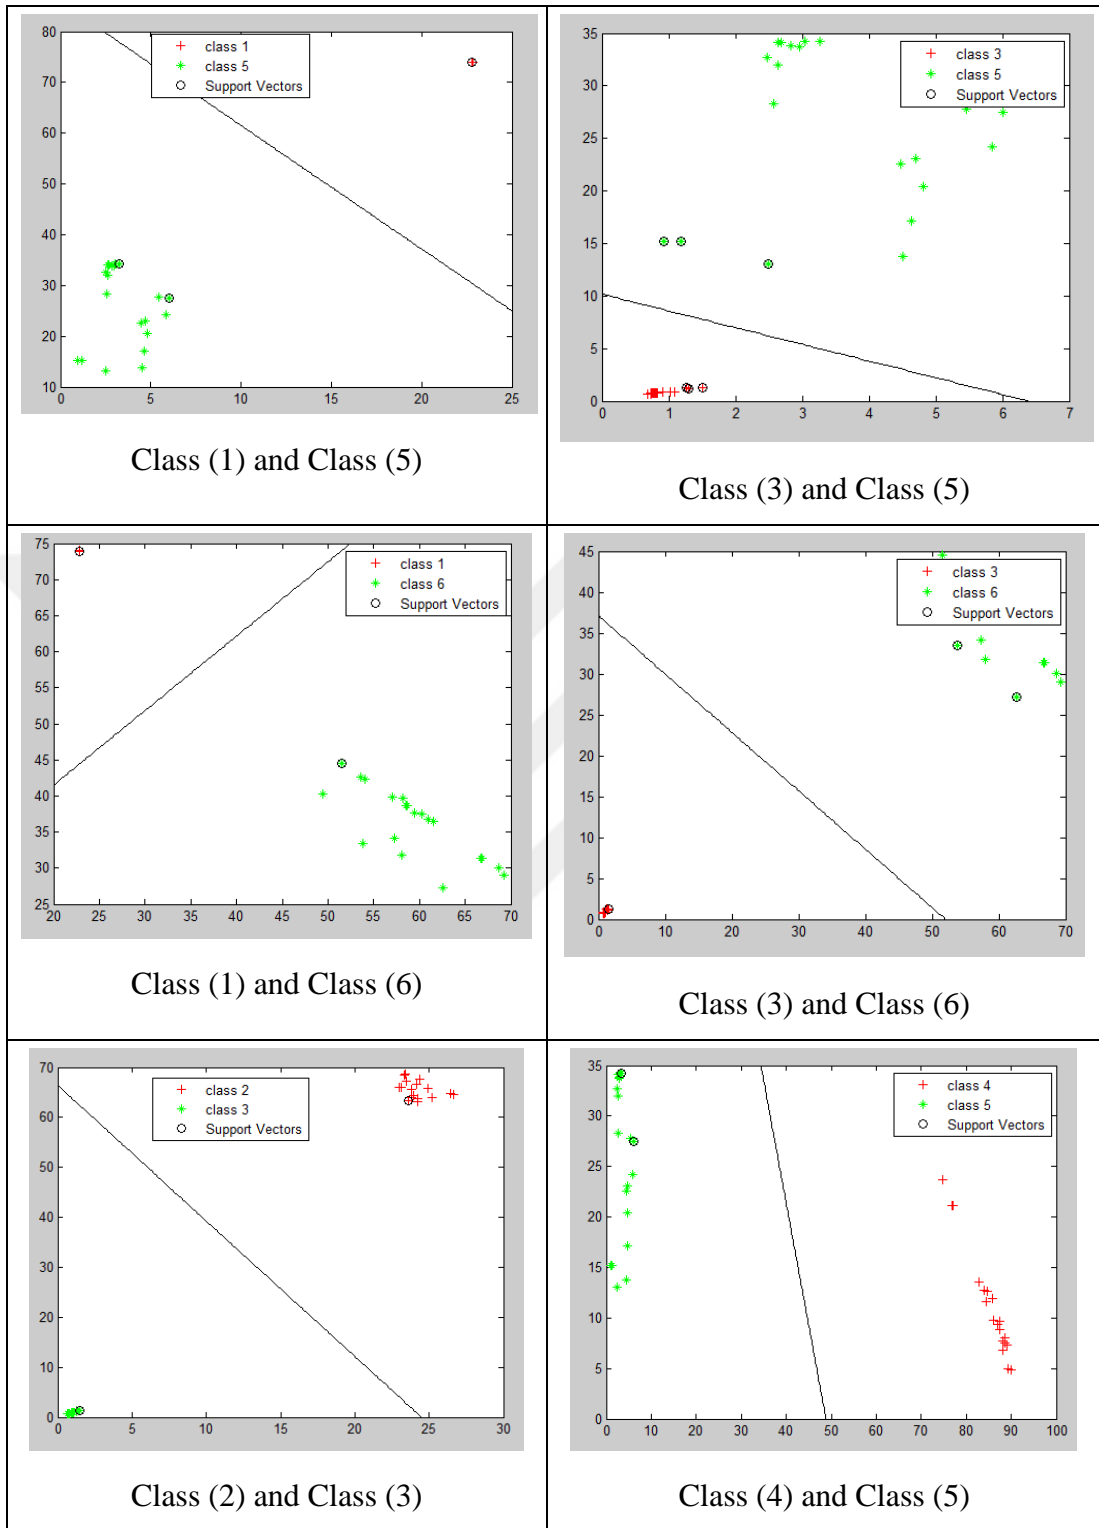 80
70
60
50
40
30
20
10
0 5 10 15 20 25
class 1
class 5
Support Vectors
Class (1) and Class (5)
35
30
25
20
15
10
5
0
0 1 2 3 4 5 6 7
class 3
class 5
Support Vectors
Class (3) and Class (5)
75
70
65
60
55
50
45
40
35
30
25
20 25 30 35 40 45 50 55 60 65 70
class 1
class 6
Support Vectors
Class (1) and Class (6)
45
40
35
30
25
20
15
10
5
0
0 10 20 30 40 50 60 70
class 3
class 6
Support Vectors
Class (3) and Class (6)
70
60
50
40
30
20
10
0
0 5 10 15 20 25 30
class 2
class 3
Support Vectors
Class (2) and Class (3)
35
30
25
20
15
10
5
0
0 10 20 30 40 50 60 70 80 90 100
class 4
class 5
Support Vectors
Class (4) and Class (5)